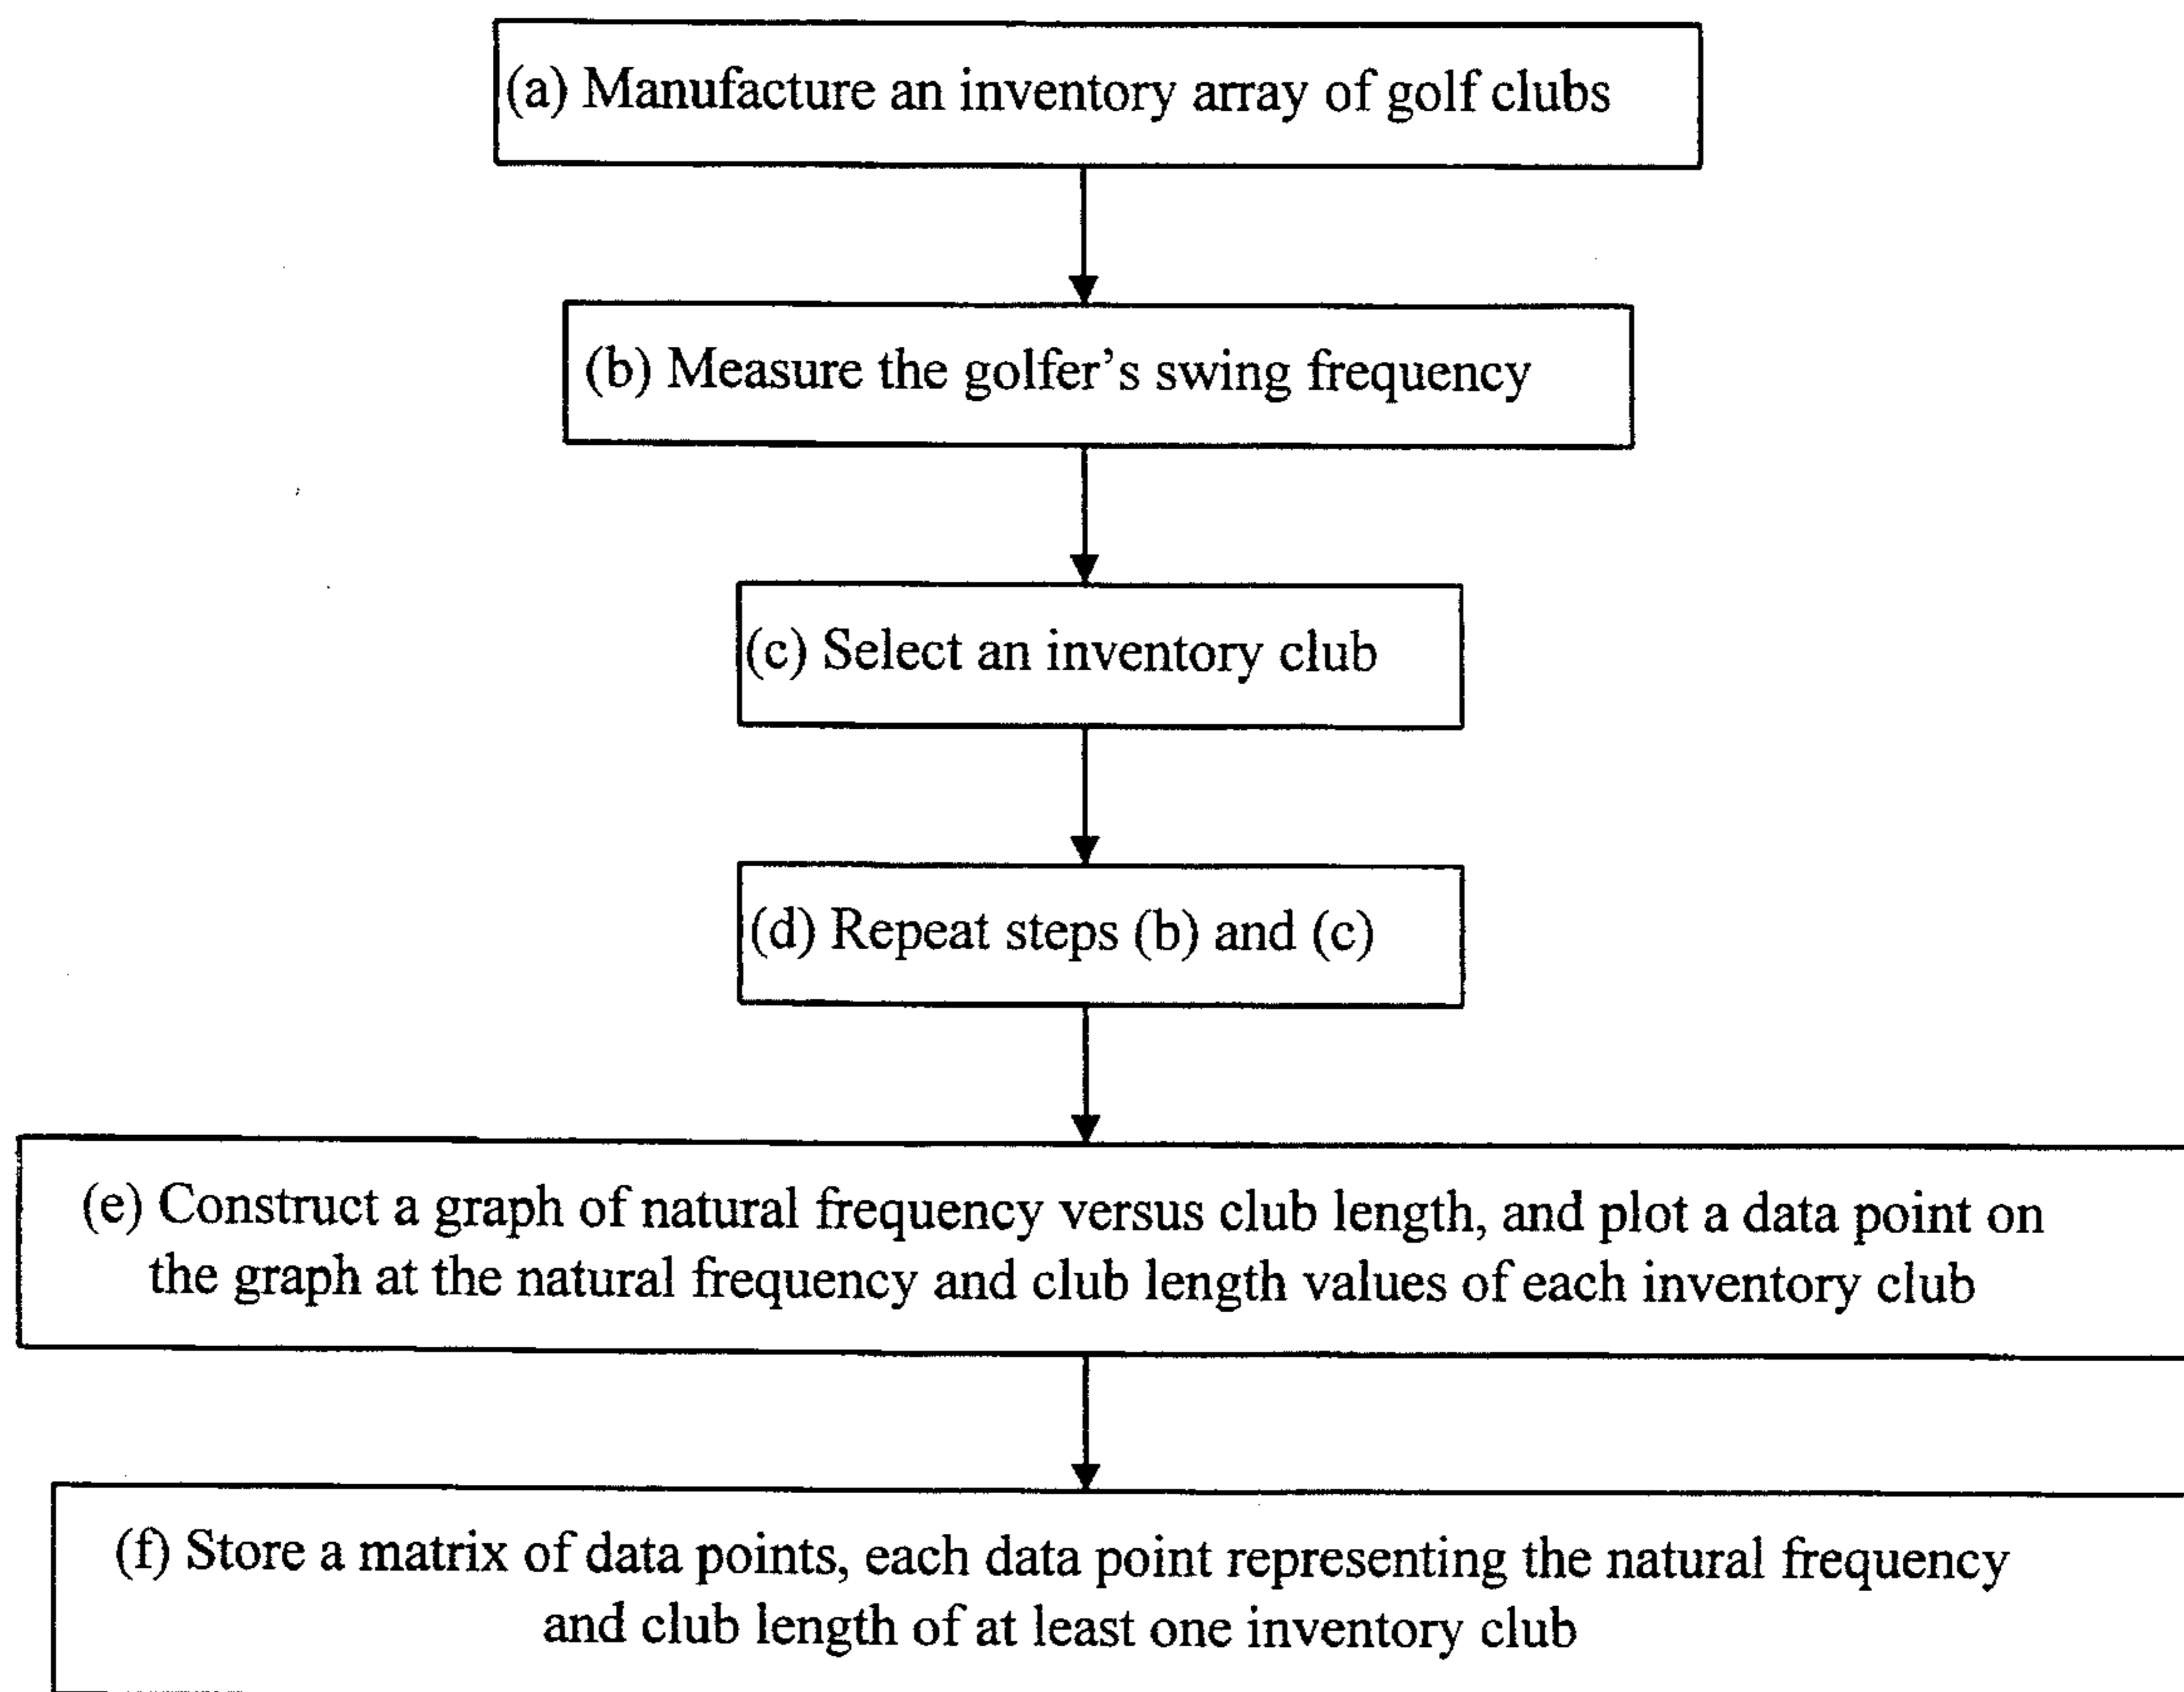 (a) Manufacture an inventory array of golf clubs
(b) Measure the golfer's swing frequency
(c) Select an inventory club
(d) Repeat steps (b) and (c)
(e) Construct a graph of natural frequency versus club length, and plot a data point on
the graph at the natural frequency and club length values of each inventory club
(f) Store a matrix of data points, each data point representing the natural frequency
and club length of at least one inventory club